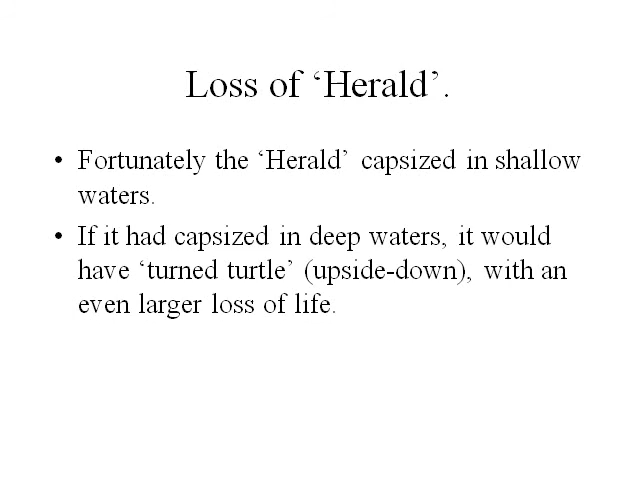 Loss of ‘Herald’.
• Fortunately the ‘Herald’ capsized in shallow
waters.
• If it had capsized in deep waters, it would
have ‘turned turtle’ (upside-down), with an
even larger loss of life.